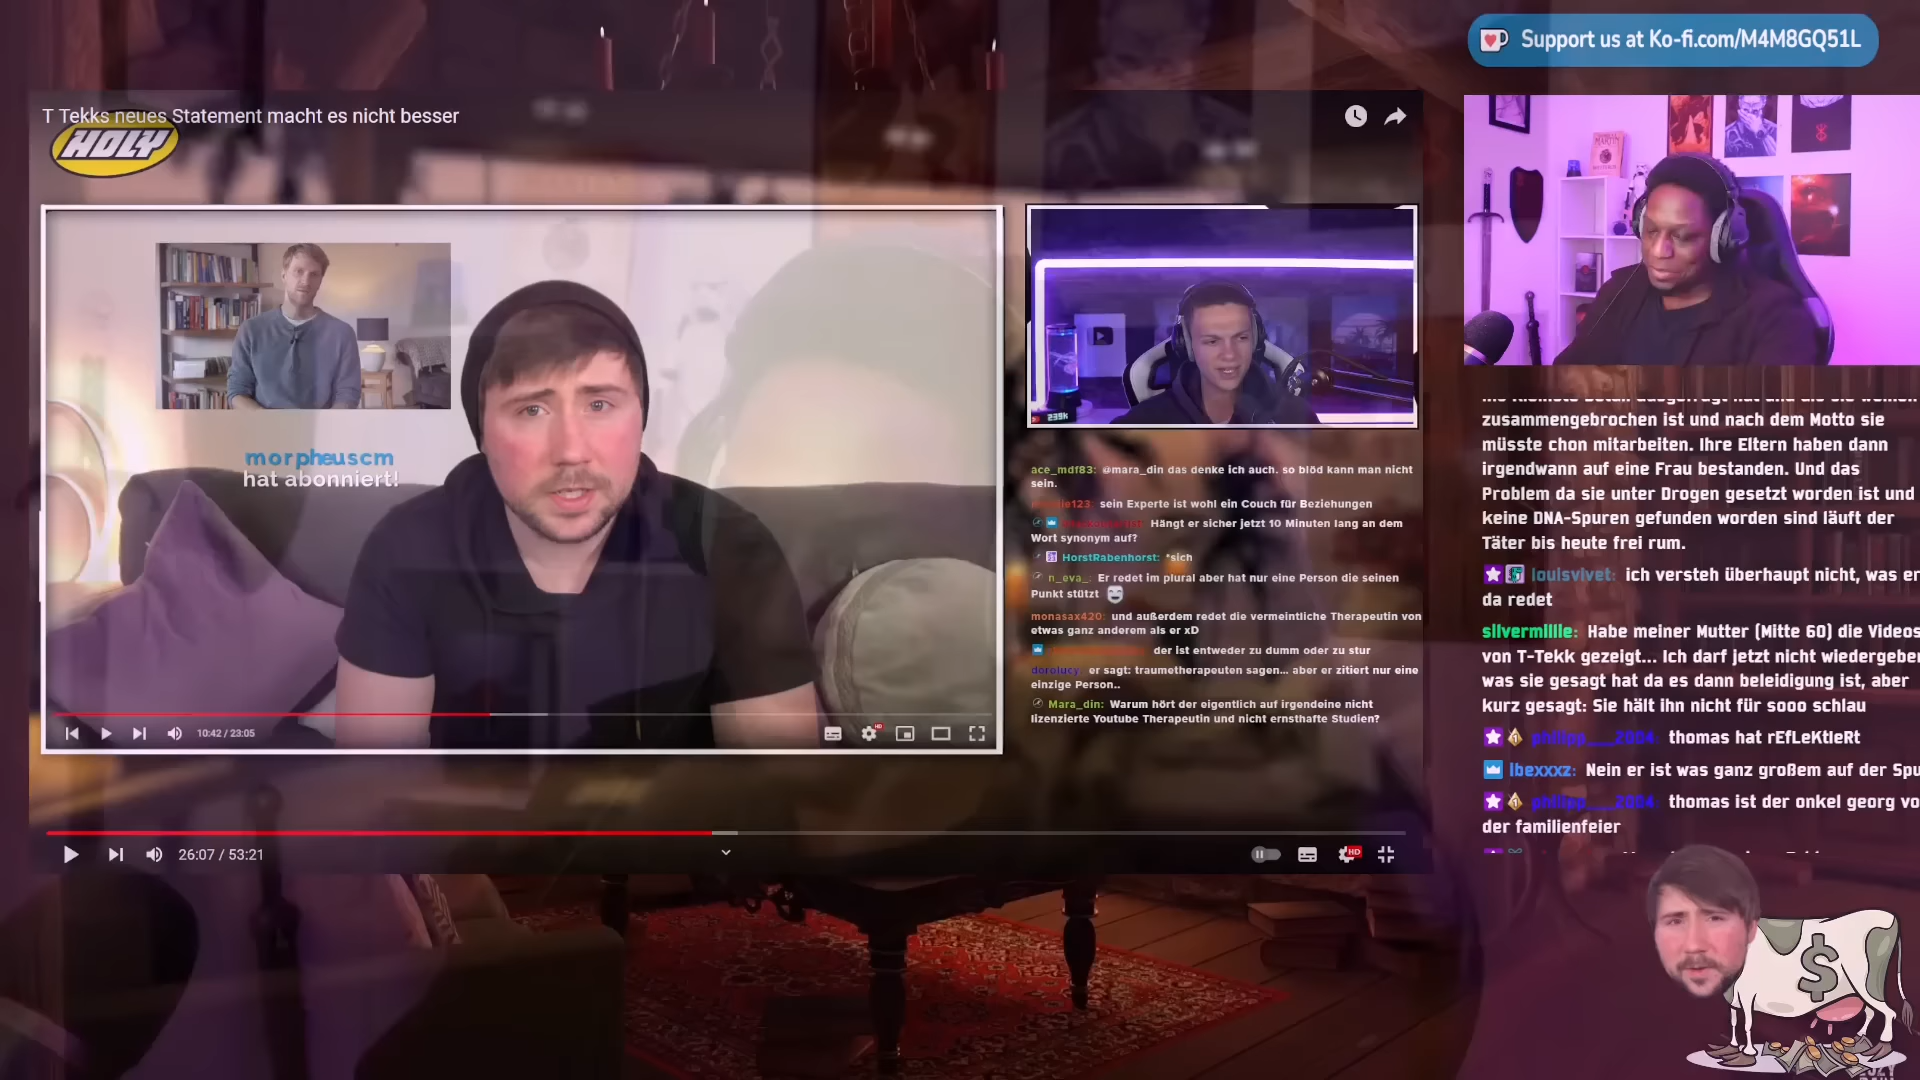 Support us at Ko-fi.com/M4M8GQ51L
T Tekks neues Statement macht es nicht besser
HOLY
morpheuscm
hat abonniert!
10:42 / 23:05
HD
239k
ace_mdf83: @mara_din das denke ich auch. so blöd kann man nicht
sein.
sein Experte ist wohl ein Couch für Beziehungen
Hängt er sicher jetzt 10 Minuten lang an dem
Wort synonym auf?
HorstRabenhorst: *sich
n_eva_: Er redet im plural aber hat nur eine Person die seinen
Punkt stützt
monasax420: und außerdem redet die vermeintliche Therapeutin von
etwas ganz anderem als er xD
der ist entweder zu dumm oder zu stur
dorolucy: er sagt: traumetherapeuten sagen... aber er zitiert nur eine
einzige Person..
Mara_din: Warum hört der eigentlich auf irgendeine nicht
lizenzierte Youtube Therapeutin und nicht ernsthafte Studien?
26:07 / 53:21
HD
zusammengebrochen ist und nach dem Motto sie
müsste chon mitarbeiten. Ihre Eltern haben dann
irgendwann auf eine Frau bestanden. Und das
Problem da sie unter Drogen gesetzt worden ist und
keine DNA-Spuren gefunden worden sind läuft der
Täter bis heute frei rum.
louisvivet: ich versteh überhaupt nicht, was er
da redet
silvermillie: Habe meiner Mutter (Mitte 60) die Videos
von T-Tekk gezeigt... Ich darf jetzt nicht wiedergeben
was sie gesagt hat da es dann beleidigung ist, aber
kurz gesagt: Sie hält ihn nicht für sooo schlau
philipp___2004: thomas hat rEfLeKtIeRt
ibexxxz: Nein er ist was ganz großem auf der Spu
philipp___2004: thomas ist der onkel georg vo
der familienfeier
$